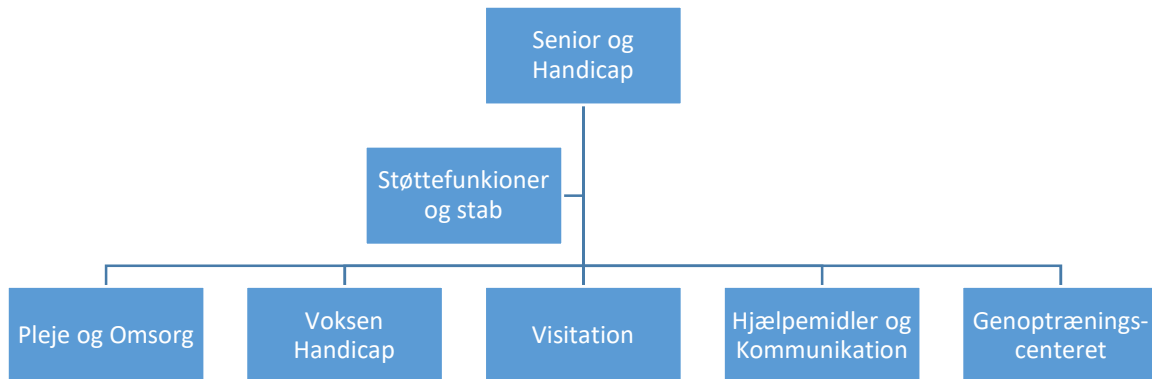 Senior og
Handicap
Støttefunkioner
og stab
Pleje og Omsorg
Voksen
Handicap
Visitation
Hjælpemidler og
Kommunikation
Genoptrænings-
centeret